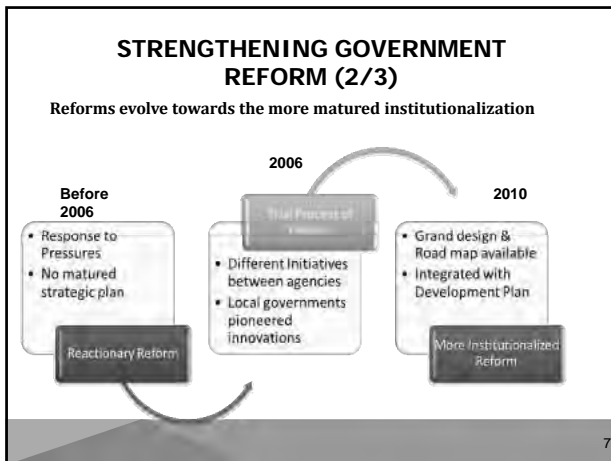 STRENGTHENING GOVERNMENT
REFORM (2/3)
Reforms evolve towards the more matured institutionalization
Before
2006
• Response to
Pressures
• No matured
strategic plan
Reactionary Reform
2006
Trial Process of
• Different Initiatives
between agencies
• Local governments
pioneered
innovations
2010
• Grand design &
Road map available
• Integrated with
Development Plan
More Institutionalized
Reform
7